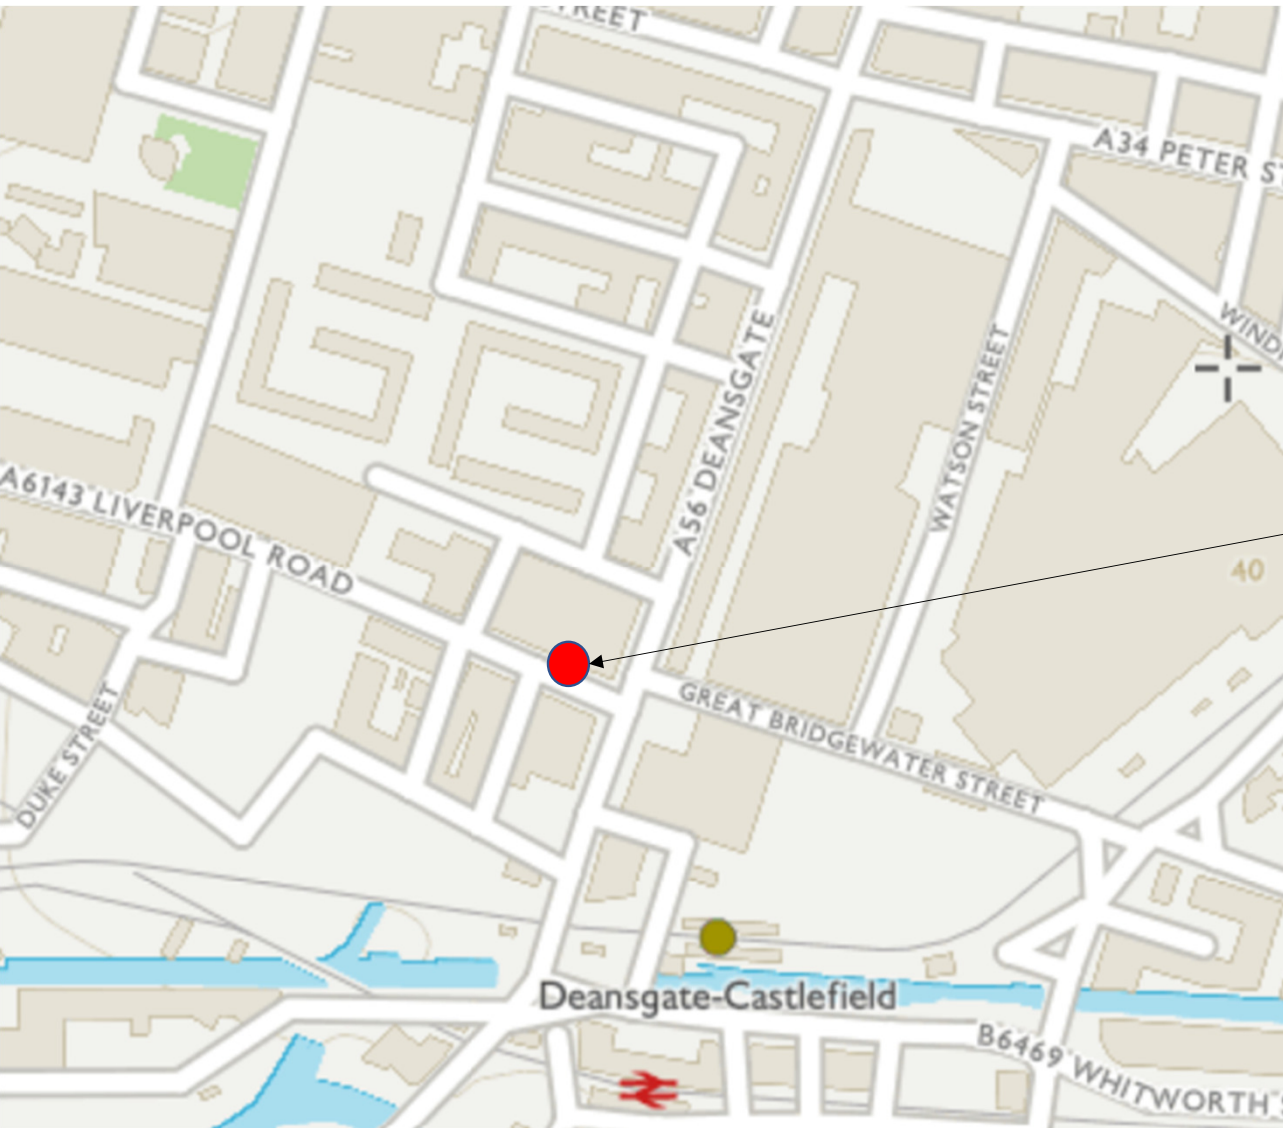 STREET
A34 PETER ST
WINDM
A56 DEANSGATE
WATSON STREET
A6143 LIVERPOOL ROAD
40
GREAT BRIDGEWATER STREET
DUKE STREET
Deansgate-Castlefield
B6469 WHITWORTH S